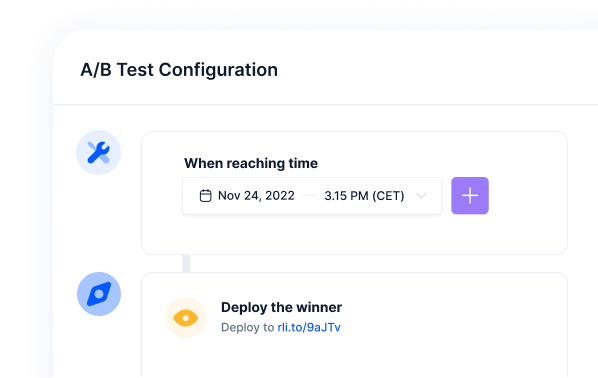 A/B Test Configuration
When reaching time
Nov 24, 2022 — 3.15 PM (CET)
Deploy the winner
Deploy to rli.to/9aJTv